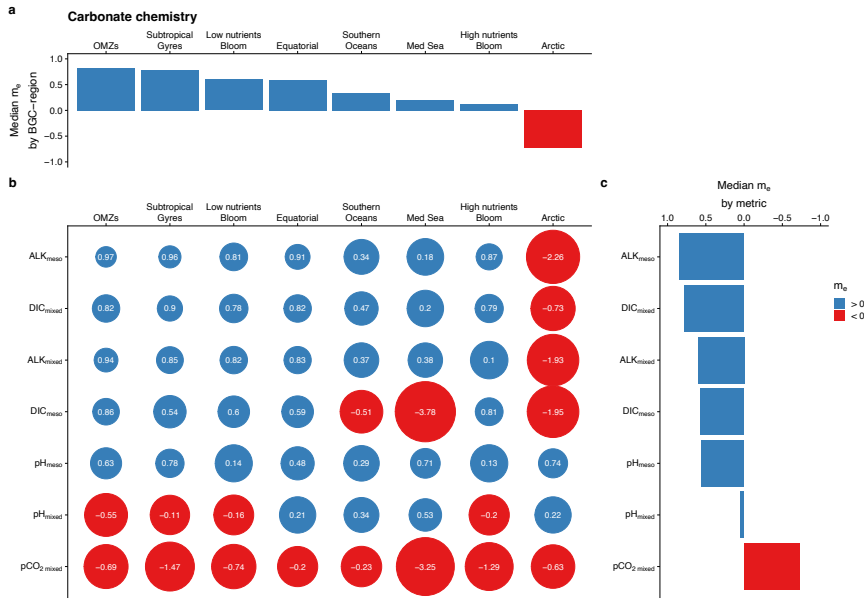 a
Carbonate chemistry
OMZs
Subtropical
Gyres
Low nutrients
Bloom
Equatorial
Southern
Oceans
Med Sea
High nutrients
Bloom
Arctic
Median mₑ
by BGC−region
1.0
0.5
0.0
−0.5
−1.0
b
OMZs
Subtropical
Gyres
Low nutrients
Bloom
Equatorial
Southern
Oceans
Med Sea
High nutrients
Bloom
Arctic
ALKmeso 0.97 0.96 0.81 0.91 0.34 0.18 0.87 −2.26
DICmixed 0.82 0.9 0.78 0.82 0.47 0.2 0.79 −0.73
ALKmixed 0.94 0.85 0.82 0.83 0.37 0.38 0.1 −1.93
DICmeso 0.86 0.54 0.6 0.59 −0.51 −3.78 0.81 −1.95
pHmeso 0.63 0.78 0.14 0.48 0.29 0.71 0.13 0.74
pHmixed −0.55 −0.11 −0.16 0.21 0.34 0.53 −0.2 0.22
pCO2 mixed −0.69 −1.47 −0.74 −0.2 −0.23 −3.25 −1.29 −0.63
c
Median mₑ
by metric
1.0 0.5 0.0 −0.5 −1.0
ALKmeso
DICmixed
ALKmixed
DICmeso
pHmeso
pHmixed
pCO2 mixed
mₑ
> 0
< 0